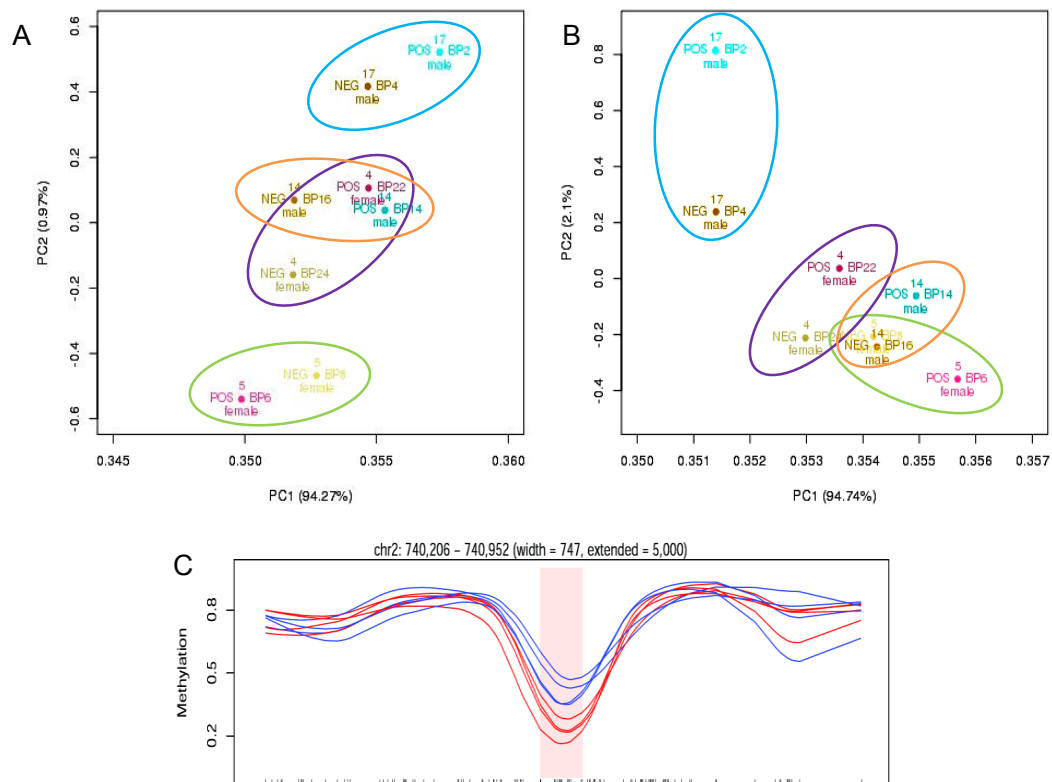 A
B
0.6
0.4
0.2
0.0
-0.2
-0.4
-0.6
PC2 (0.97%)
17
POS BP2
male
17
NEG BP4
male
4
POS BP22
female
14
NEG BP16
male
14
POS BP14
male
4
NEG BP24
female
5
NEG BP8
female
5
POS BP6
female
0.345
0.350
0.355
0.360
PC1 (94.27%)
0.8
0.6
0.4
0.2
0.0
-0.2
-0.4
PC2 (2.1%)
17
POS BP2
male
17
NEG BP4
male
4
POS BP22
female
14
POS BP14
male
4
NEG
female
5
14
NEG BP16
male
5
POS BP6
female
0.350
0.351
0.352
0.353
0.354
0.355
0.356
0.357
PC1 (94.74%)
C
chr2: 740,206 – 740,952 (width = 747, extended = 5,000)
0.8
0.5
0.2
Methylation